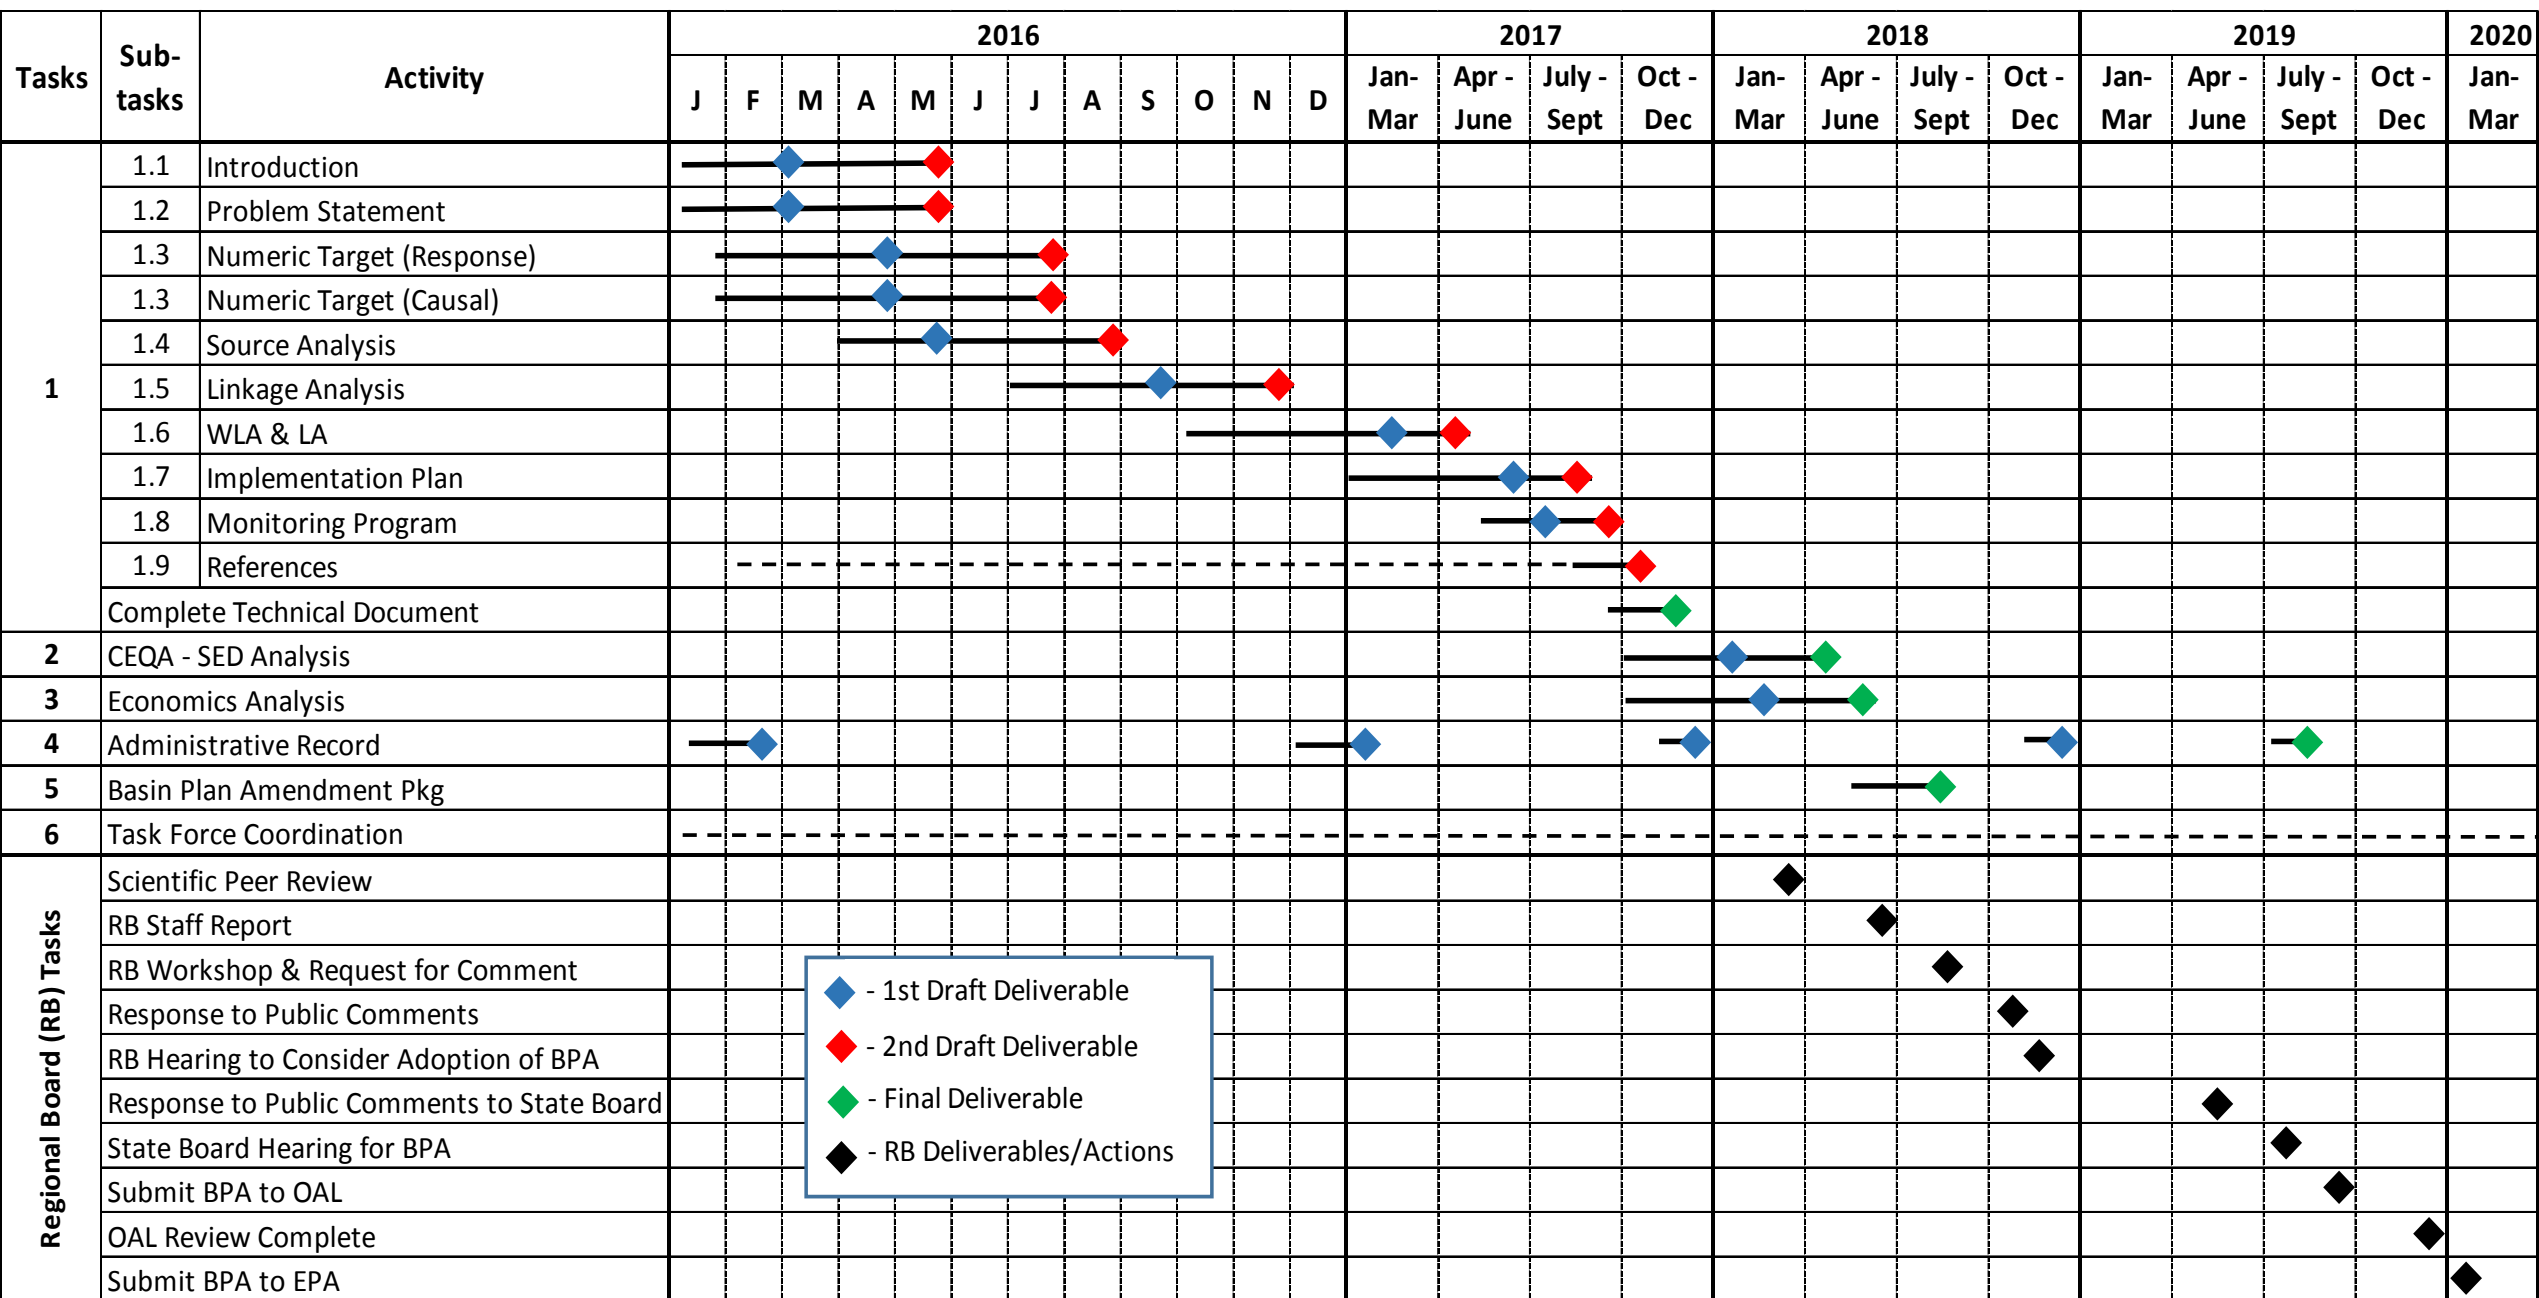 Tasks
Sub-
tasks
Activity
2016
2017
2018
2019
2020
J F M A M J J A S O N D
Jan-
Mar
Apr -
June
July -
Sept
Oct -
Dec
Jan-
Mar
Apr -
June
July -
Sept
Oct -
Dec
Jan-
Mar
Apr -
June
July -
Sept
Oct -
Dec
Jan-
Mar
1
1.1 Introduction
1.2 Problem Statement
1.3 Numeric Target (Response)
1.3 Numeric Target (Causal)
1.4 Source Analysis
1.5 Linkage Analysis
1.6 WLA & LA
1.7 Implementation Plan
1.8 Monitoring Program
1.9 References
Complete Technical Document
2 CEQA - SED Analysis
3 Economics Analysis
4 Administrative Record
5 Basin Plan Amendment Pkg
6 Task Force Coordination
Regional Board (RB) Tasks
Scientific Peer Review
RB Staff Report
RB Workshop & Request for Comment
Response to Public Comments
RB Hearing to Consider Adoption of BPA
Response to Public Comments to State Board
State Board Hearing for BPA
Submit BPA to OAL
OAL Review Complete
Submit BPA to EPA
- 1st Draft Deliverable
- 2nd Draft Deliverable
- Final Deliverable
- RB Deliverables/Actions